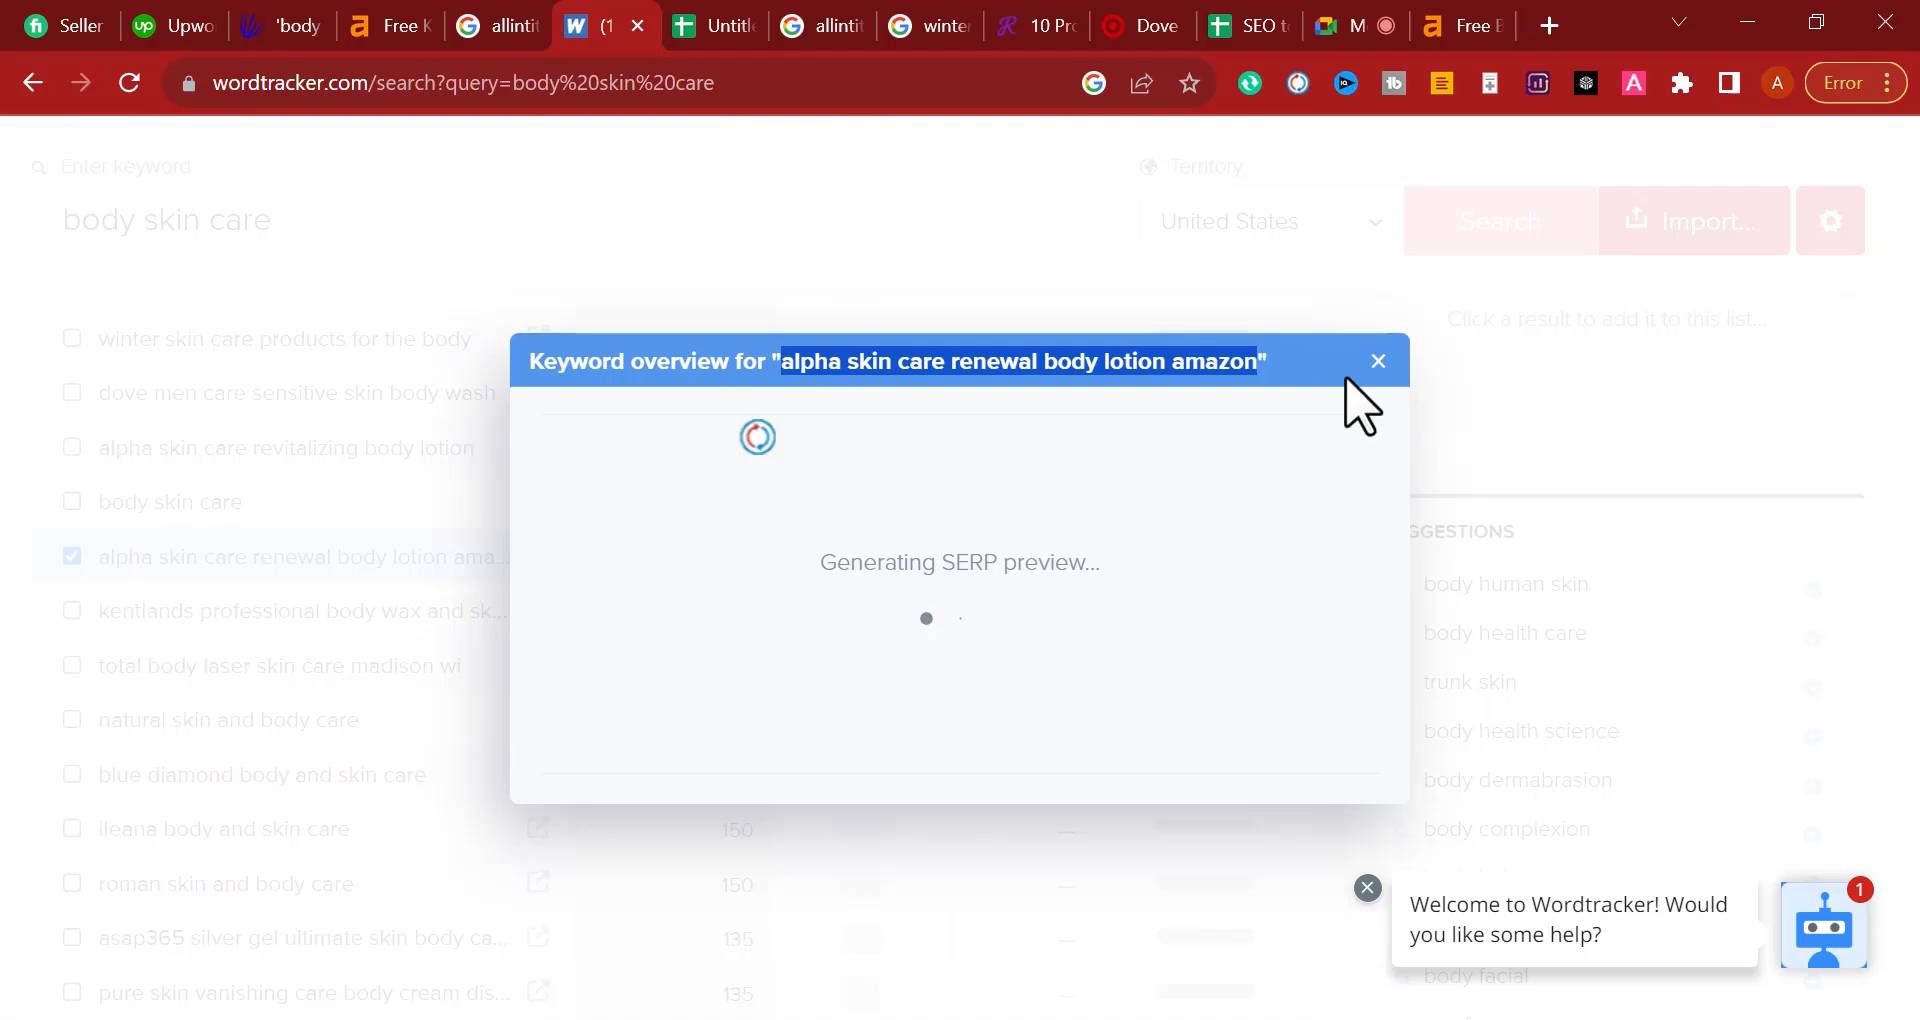 Seller
Upwo
'body
Free K
allintit
(1
Untitle
allintit
winter
10 Pro
Dove
SEO t
M
Free B
wordtracker.com/search?query=body%20skin%20care
A
Error
Enter keyword
Territory
body skin care
United States
Search
Import...
Click a result to add it to this list...
winter skin care products for the body
dove men care sensitive skin body wash
alpha skin care revitalizing body lotion
body skin care
alpha skin care renewal body lotion ama...
kentlands professional body wax and sk...
total body laser skin care madison wi
natural skin and body care
blue diamond body and skin care
ileana body and skin care 150
roman skin and body care 150
asap365 silver gel ultimate skin body ca... 135
pure skin vanishing care body cream dis... 135
Keyword overview for "alpha skin care renewal body lotion amazon"
Generating SERP preview...
GGESTIONS
body human skin
body health care
trunk skin
body health science
body dermabrasion
body complexion
body facial
Welcome to Wordtracker! Would
you like some help?
1